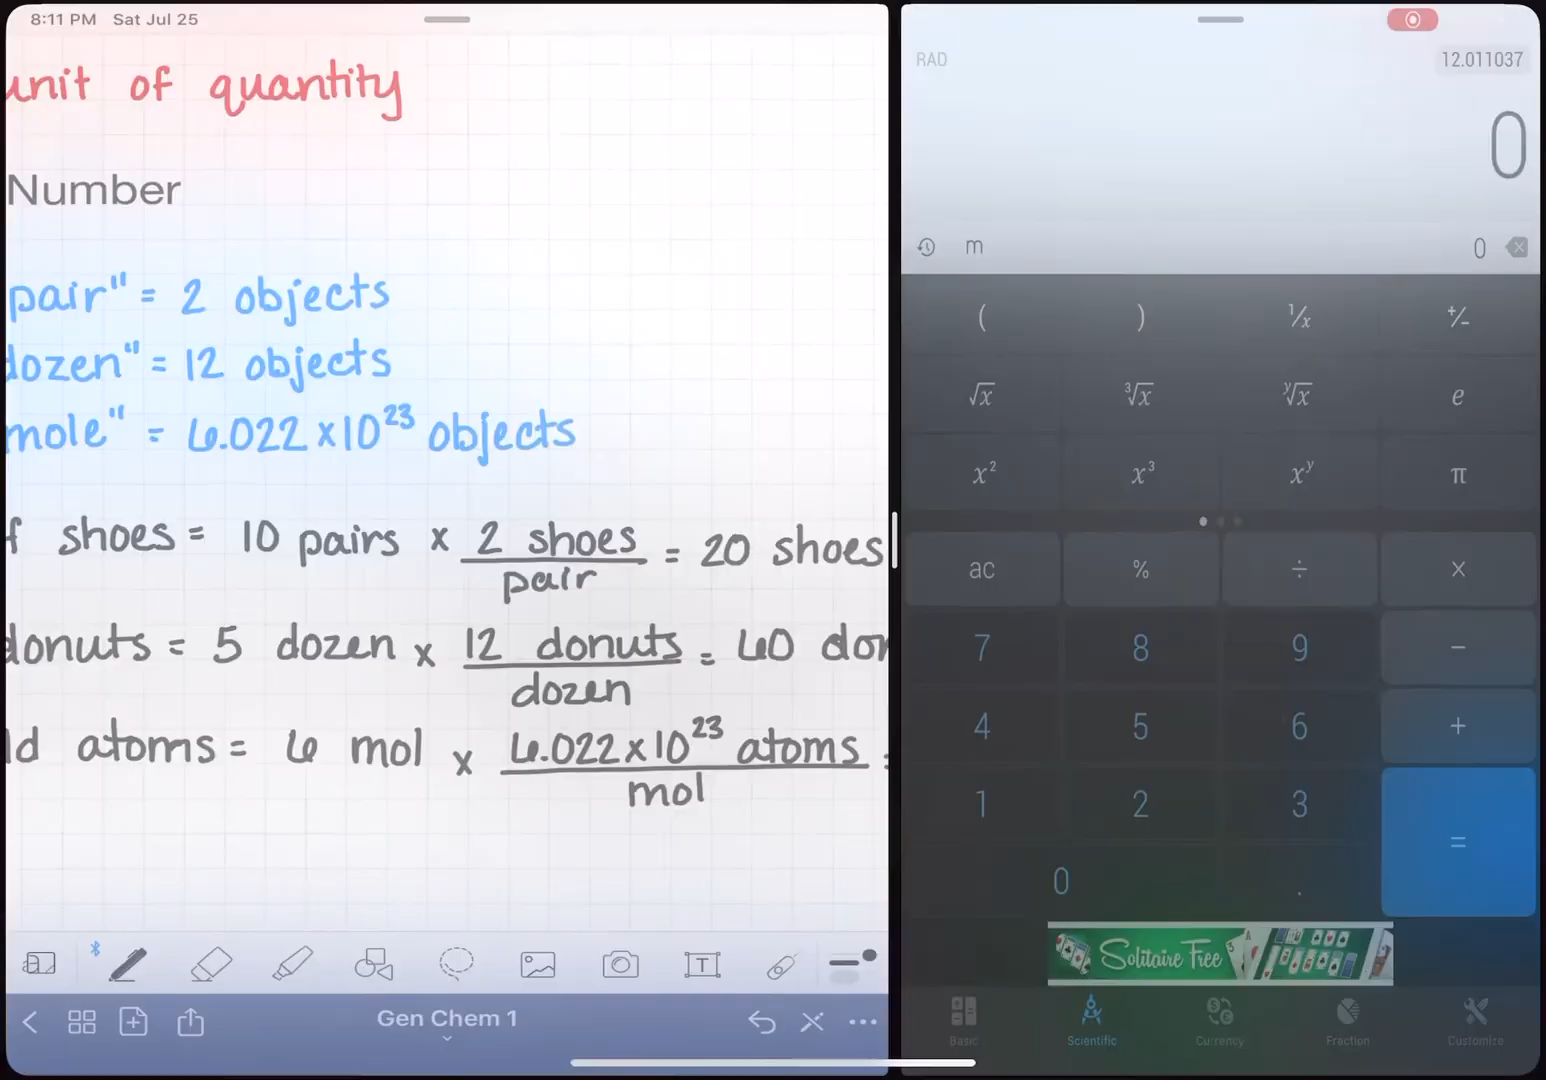 8:11 PM Sat Jul 25
unit of quantity
Number
pair" = 2 objects
dozen" = 12 objects
mole" = 6.022 x 10²³ objects
f shoes = 10 pairs x 2 shoes / pair = 20 shoes
donuts = 5 dozen x 12 donuts / dozen = 60 don
ld atoms = 6 mol x 6.022 x 10²³ atoms / mol =
T
Gen Chem 1
RAD 12.011037
0
m 0
( ) 1/x +/-
√x ³√x ʸ√x e
x² x³ xʸ π
ac % ÷ ×
7 8 9 −
4 5 6 +
1 2 3 =
0 .
Solitaire Free
Basic Scientific Currency Fraction Customize